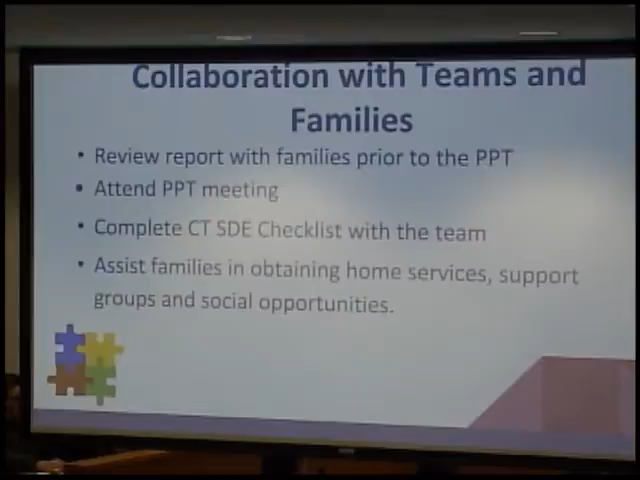 Collaboration with Teams and
Families
• Review report with families prior to the PPT
• Attend PPT meeting
• Complete CT SDE Checklist with the team
• Assist families in obtaining home services, support
groups and social opportunities.